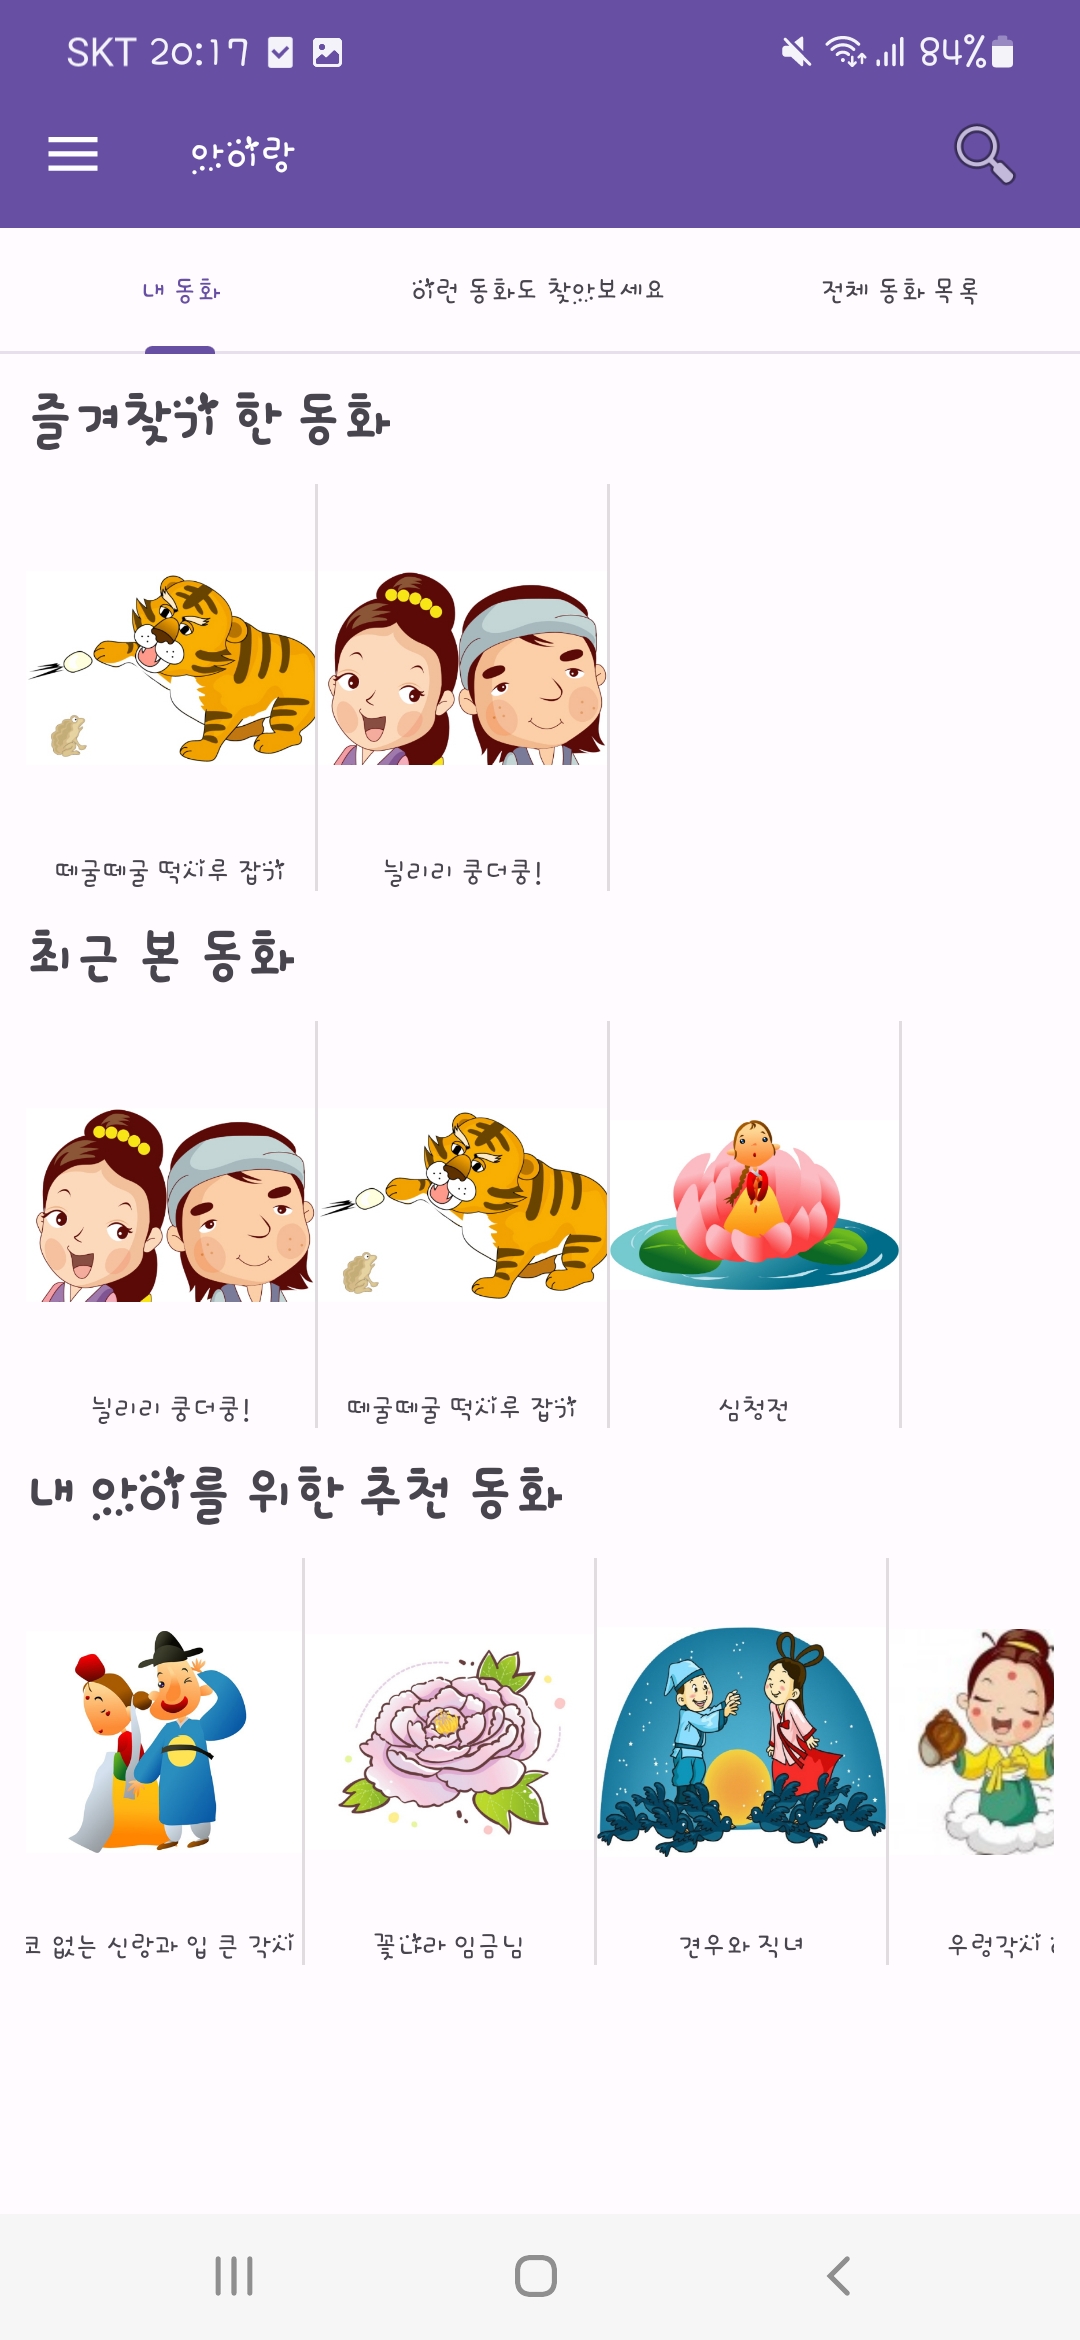 SKT 20:17
84%
아이랑
내 동화
이런 동화도 찾아보세요
전체 동화 목록
즐겨찾기 한 동화
떼굴떼굴 떡시루 잡기
닐리리 쿵더쿵!
최근 본 동화
닐리리 쿵더쿵!
떼굴떼굴 떡시루 잡기
심청전
내 아이를 위한 추천 동화
코 없는 신랑과 입 큰 각시
꽃나라 임금님
견우와 직녀
우렁각시